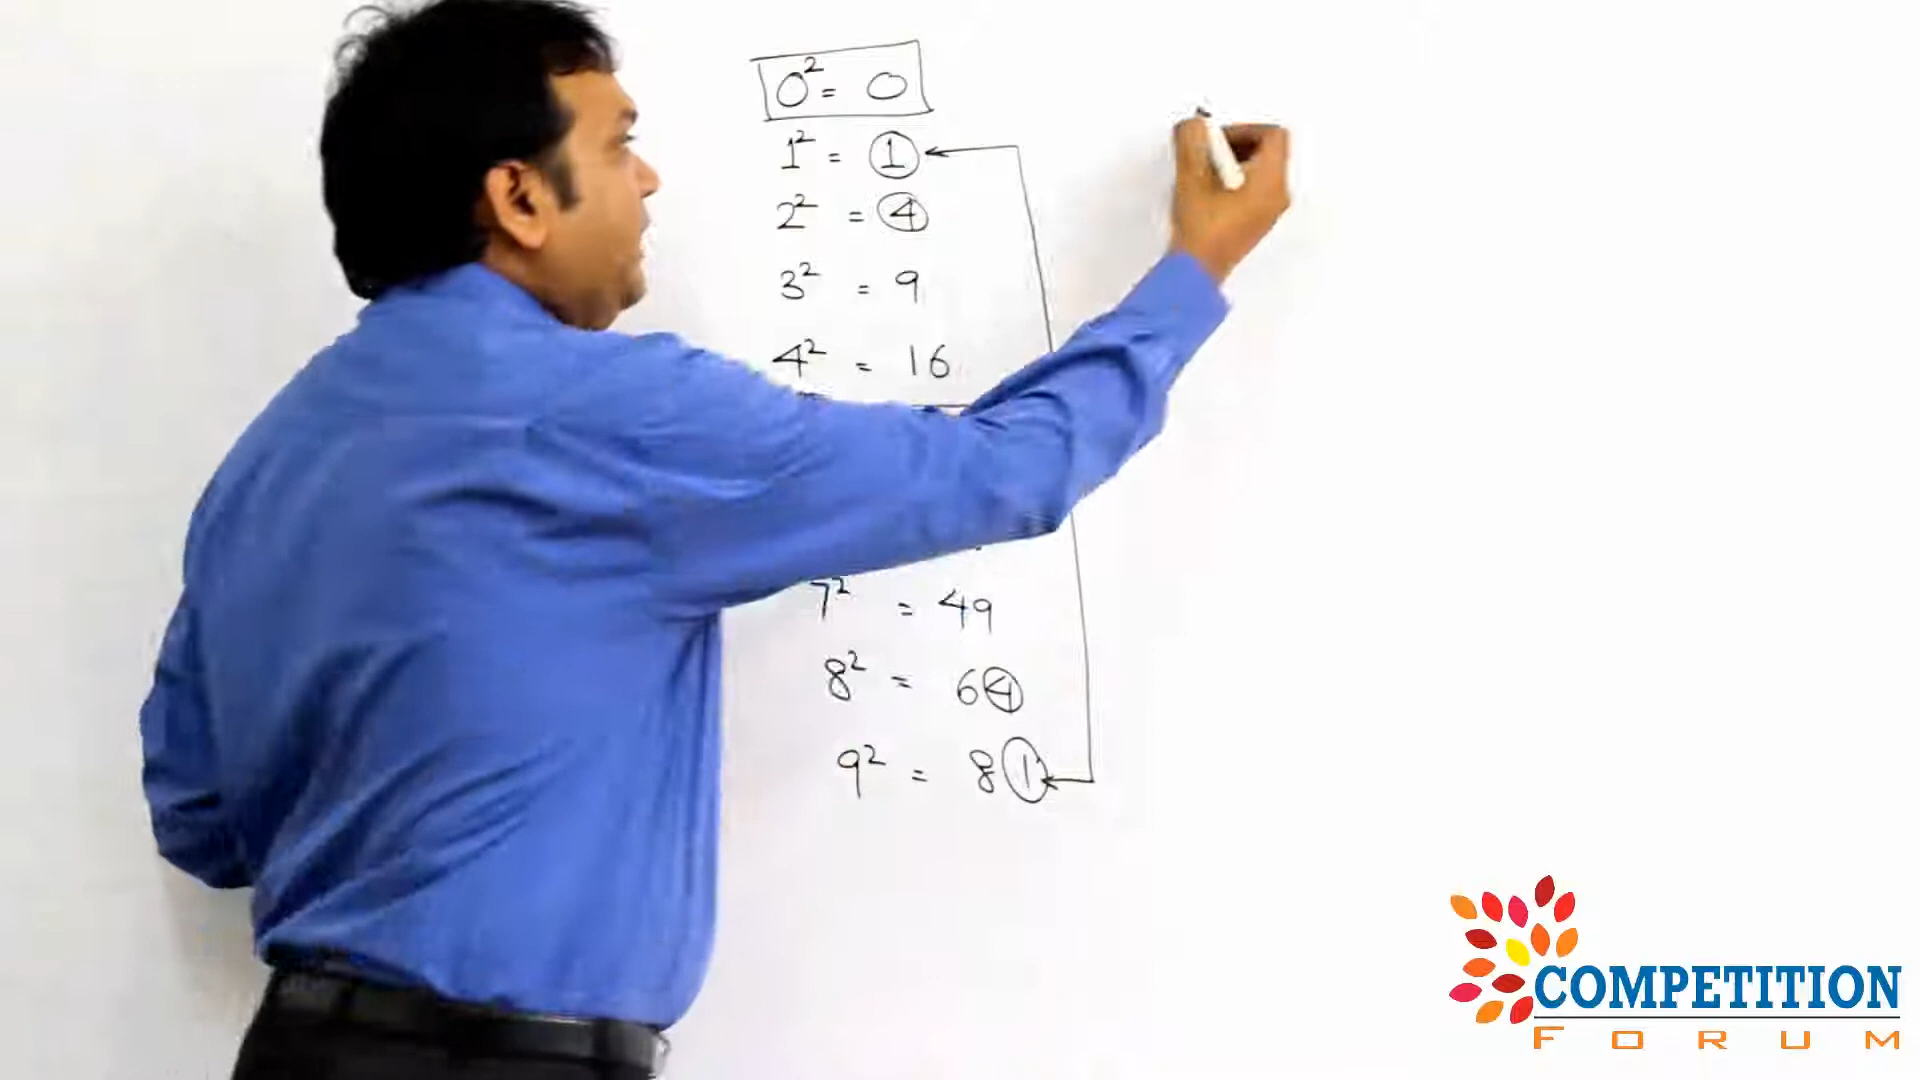 0² = 0
1² = 1
2² = 4
3² = 9
4² = 16
7² = 49
8² = 64
9² = 81
COMPETITION
FORUM